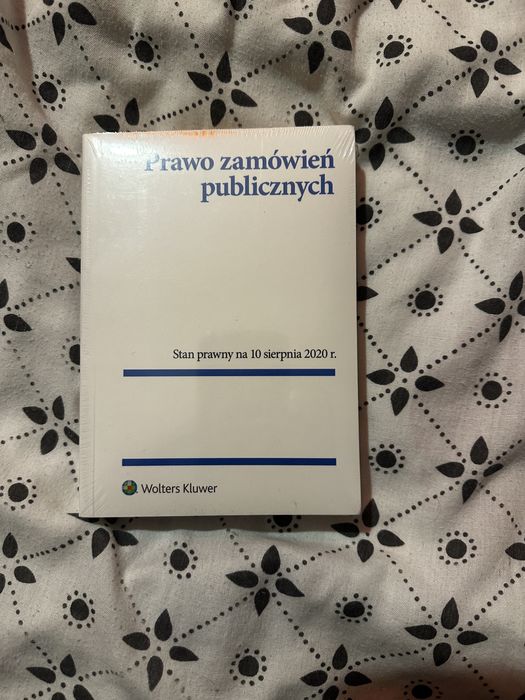 Prawo zamówień
publicznych
Stan prawny na 10 sierpnia 2020 r.
Wolters Kluwer